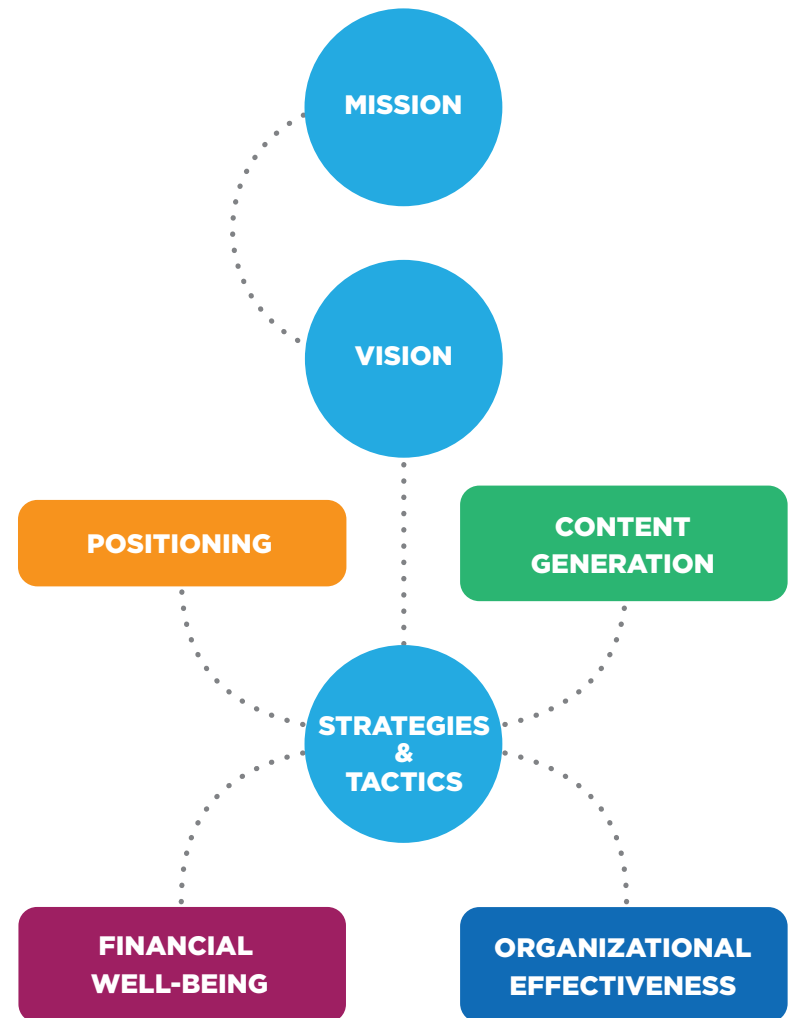 MISSION
VISION
POSITIONING
CONTENT
GENERATION
STRATEGIES
&
TACTICS
FINANCIAL
WELL-BEING
ORGANIZATIONAL
EFFECTIVENESS